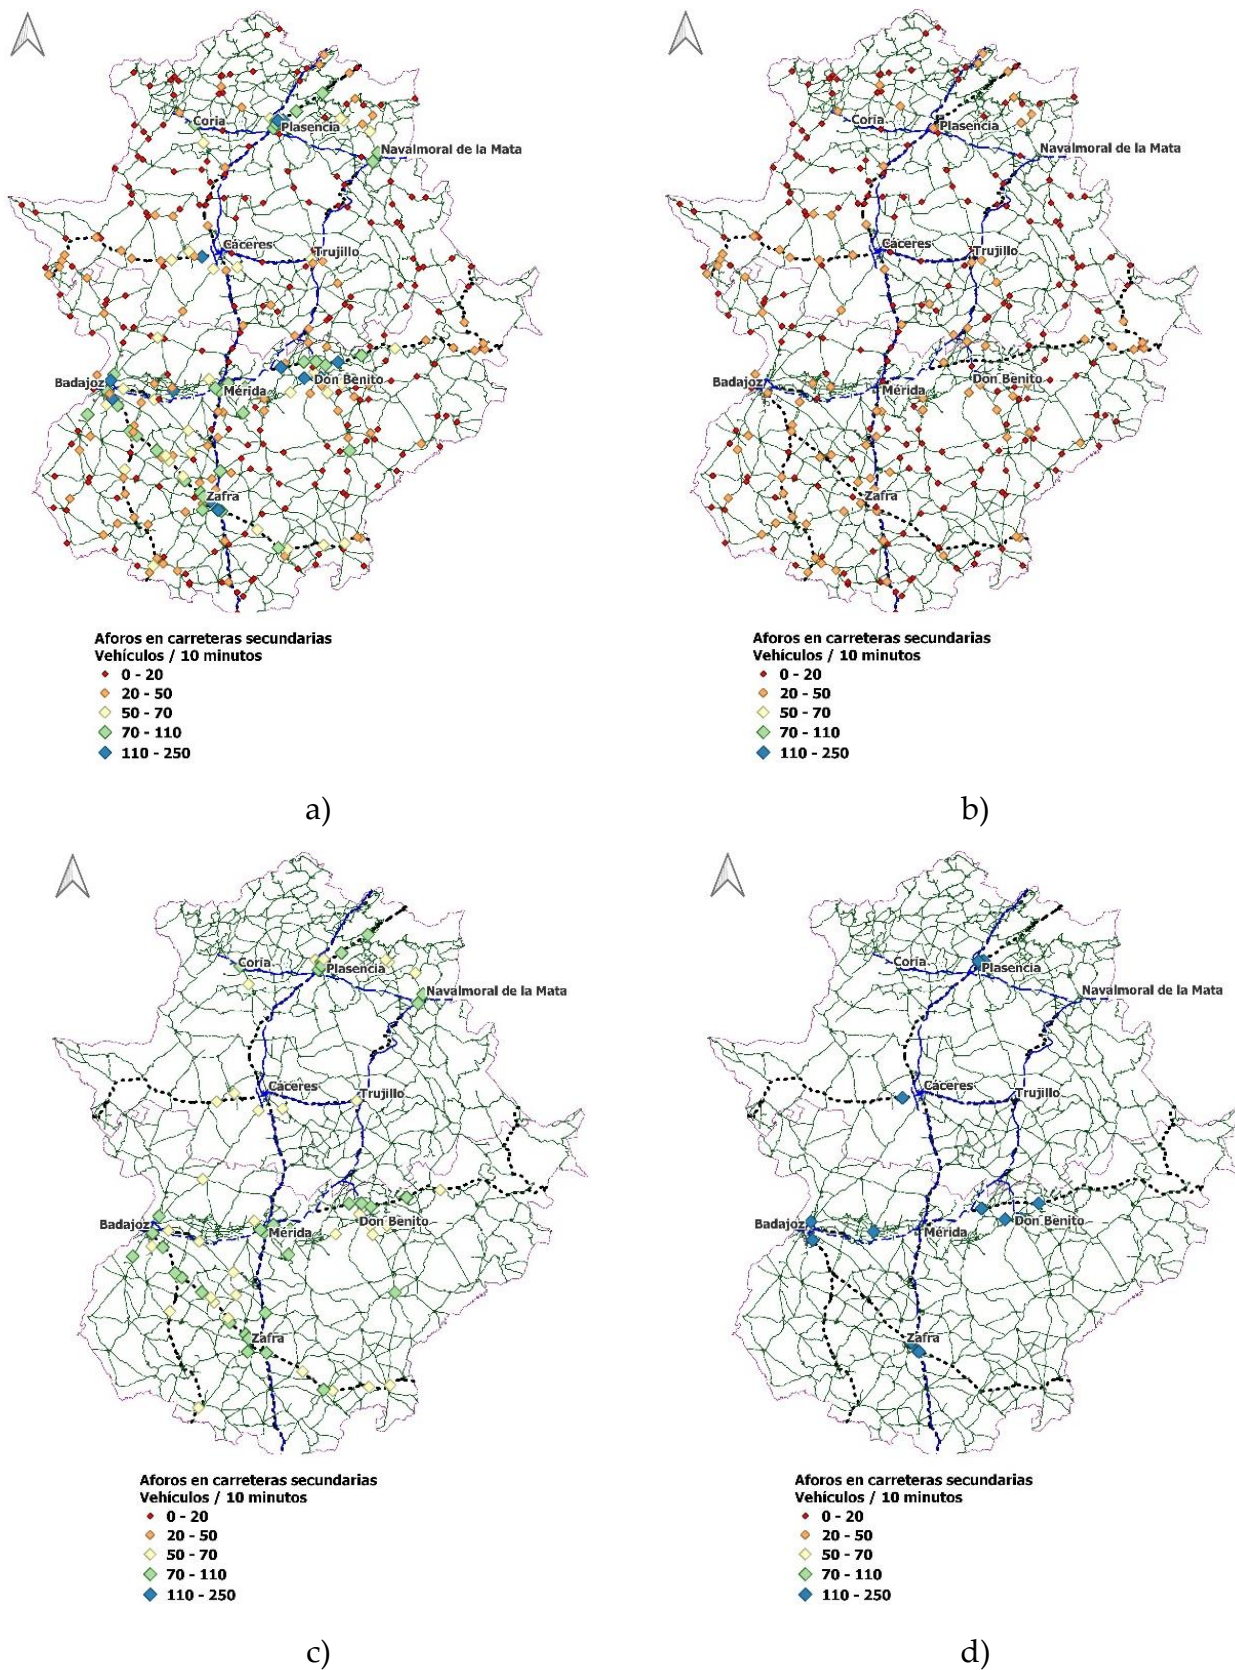 Coria
Plasencia
Navalmoral de la Mata
Cáceres
Trujillo
Badajoz
Mérida
Don Benito
Zafra
Aforos en carreteras secundarias
Vehículos / 10 minutos
0 - 20
20 - 50
50 - 70
70 - 110
110 - 250
a)
Coria
Plasencia
Navalmoral de la Mata
Cáceres
Trujillo
Badajoz
Mérida
Don Benito
Zafra
Aforos en carreteras secundarias
Vehículos / 10 minutos
0 - 20
20 - 50
50 - 70
70 - 110
110 - 250
b)
Coria
Plasencia
Navalmoral de la Mata
Cáceres
Trujillo
Badajoz
Mérida
Don Benito
Zafra
Aforos en carreteras secundarias
Vehículos / 10 minutos
0 - 20
20 - 50
50 - 70
70 - 110
110 - 250
c)
Coria
Plasencia
Navalmoral de la Mata
Cáceres
Trujillo
Badajoz
Mérida
Don Benito
Zafra
Aforos en carreteras secundarias
Vehículos / 10 minutos
0 - 20
20 - 50
50 - 70
70 - 110
110 - 250
d)